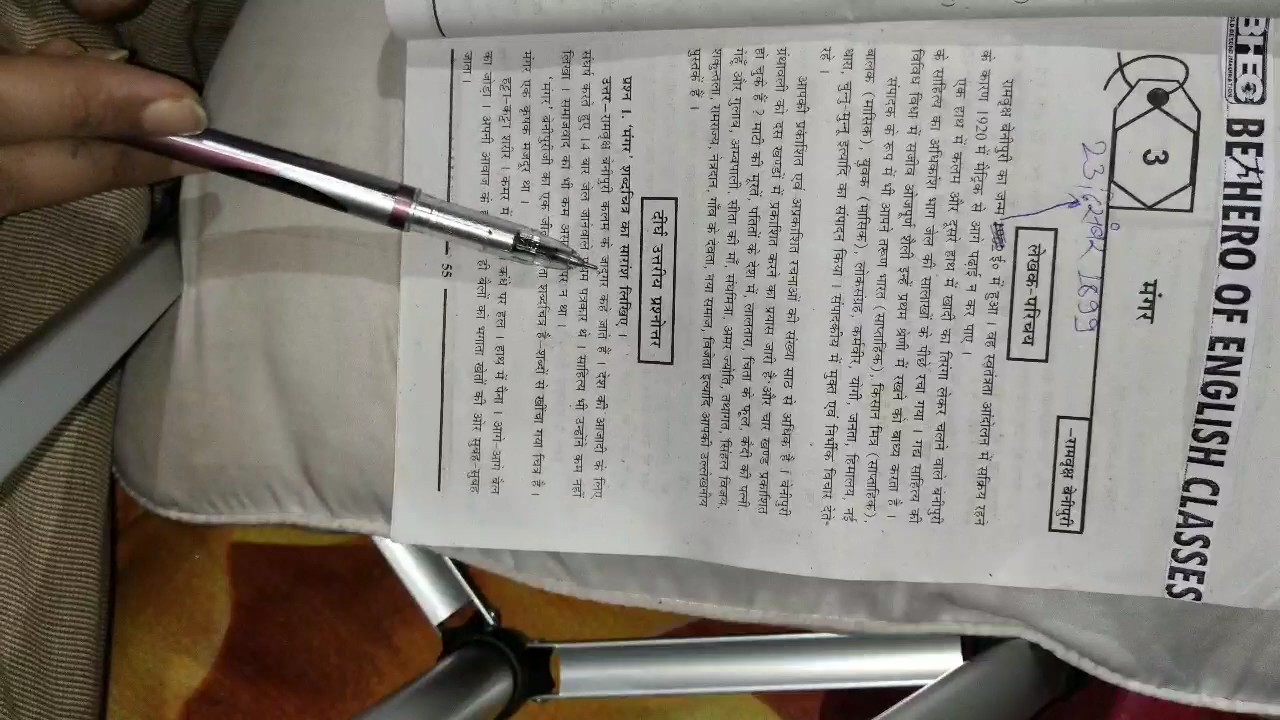 BHEC BE A HERO OF ENGLISH CLASSES
3
मंगर
-रामवृक्ष बेनीपुरी
23 1899
लेखक-परिचय
रामवृक्ष बेनीपुरी का जन्म ई० में हुआ । वह स्वतंत्रता आंदोलन में सक्रिय रहने
के कारण 1920 में मैट्रिक से आगे पढ़ाई न कर पाए ।
एक हाथ में कलम और दूसरे हाथ में खादी का तिरंगा लेकर चलने वाले बेनीपुरी
के साहित्य का अधिकांश भाग जेल की सलाखों के पीछे रचा गया । गद्य साहित्य की
विविध विधा में सजीव ओजपूर्ण शैली इन्हें प्रथम श्रेणी में रखने को बाध्य करता है ।
संपादक के रूप में भी आपने तरुण भारत (साप्ताहिक), किसान मित्र (साप्ताहिक),
बालक (मासिक), युवक (मासिक), लोकसंग्रह, कर्मवीर, योगी, जनता, हिमालय, नई
धारा, चुन्नू-मुन्नू इत्यादि का संपादन किया । संपादकीय में मुक्त एवं निर्भीक विचार देते
रहे ।
आपकी प्रकाशित एवं अप्रकाशित रचनाओं की संख्या साठ से अधिक है । बेनीपुरी
ग्रंथावली को दस खण्डों में प्रकाशित करने का प्रयास जारी है और चार खण्ड प्रकाशित
हो चुके हैं ? माटी की मूरतें, पतितों के देश में, लालतारा, चिता के फूल, कैदी की पत्नी
गेहूँ और गुलाब, अम्बपाली सीता की माँ, संघमित्रा, अमर ज्योति, तथागत, सिंहल विजय,
शकुन्तला, रामराज्य, नेत्रदान, गाँव के देवता, नया समाज, विजेता इत्यादि आपकी उल्लेखनीय
पुस्तकें हैं ।
दीर्घ उत्तरीय प्रश्नोत्तर
प्रश्न 1. 'मंगर' शब्दचित्र का सारांश लिखिए ।
उत्तर-रामवृक्ष बेनीपुरी कलम के जादूगर कहे जाते हैं, देश की आजादी के लिए
संघर्ष करते हुए 14 बार जेल जानेवाले पत्रकार थे । साहित्य भी उन्होंने कम नहीं
लिखा । समाजवाद का भी कम पर न था ।
'मंगर' बेनीपुरीजी का एक शब्दचित्र है, शब्दों से खींचा गया चित्र है ।
मंगर एक कृषक मजदूर था ।
हट्टा-कट्टा शरीर । कमर में कंधे पर हल । हाथ में पैना । आगे-आगे बैल
का जोड़ा । अपनी आवाज के ही बैलों को भगाता खेतों की ओर सुबह सुबह
जाता ।
55